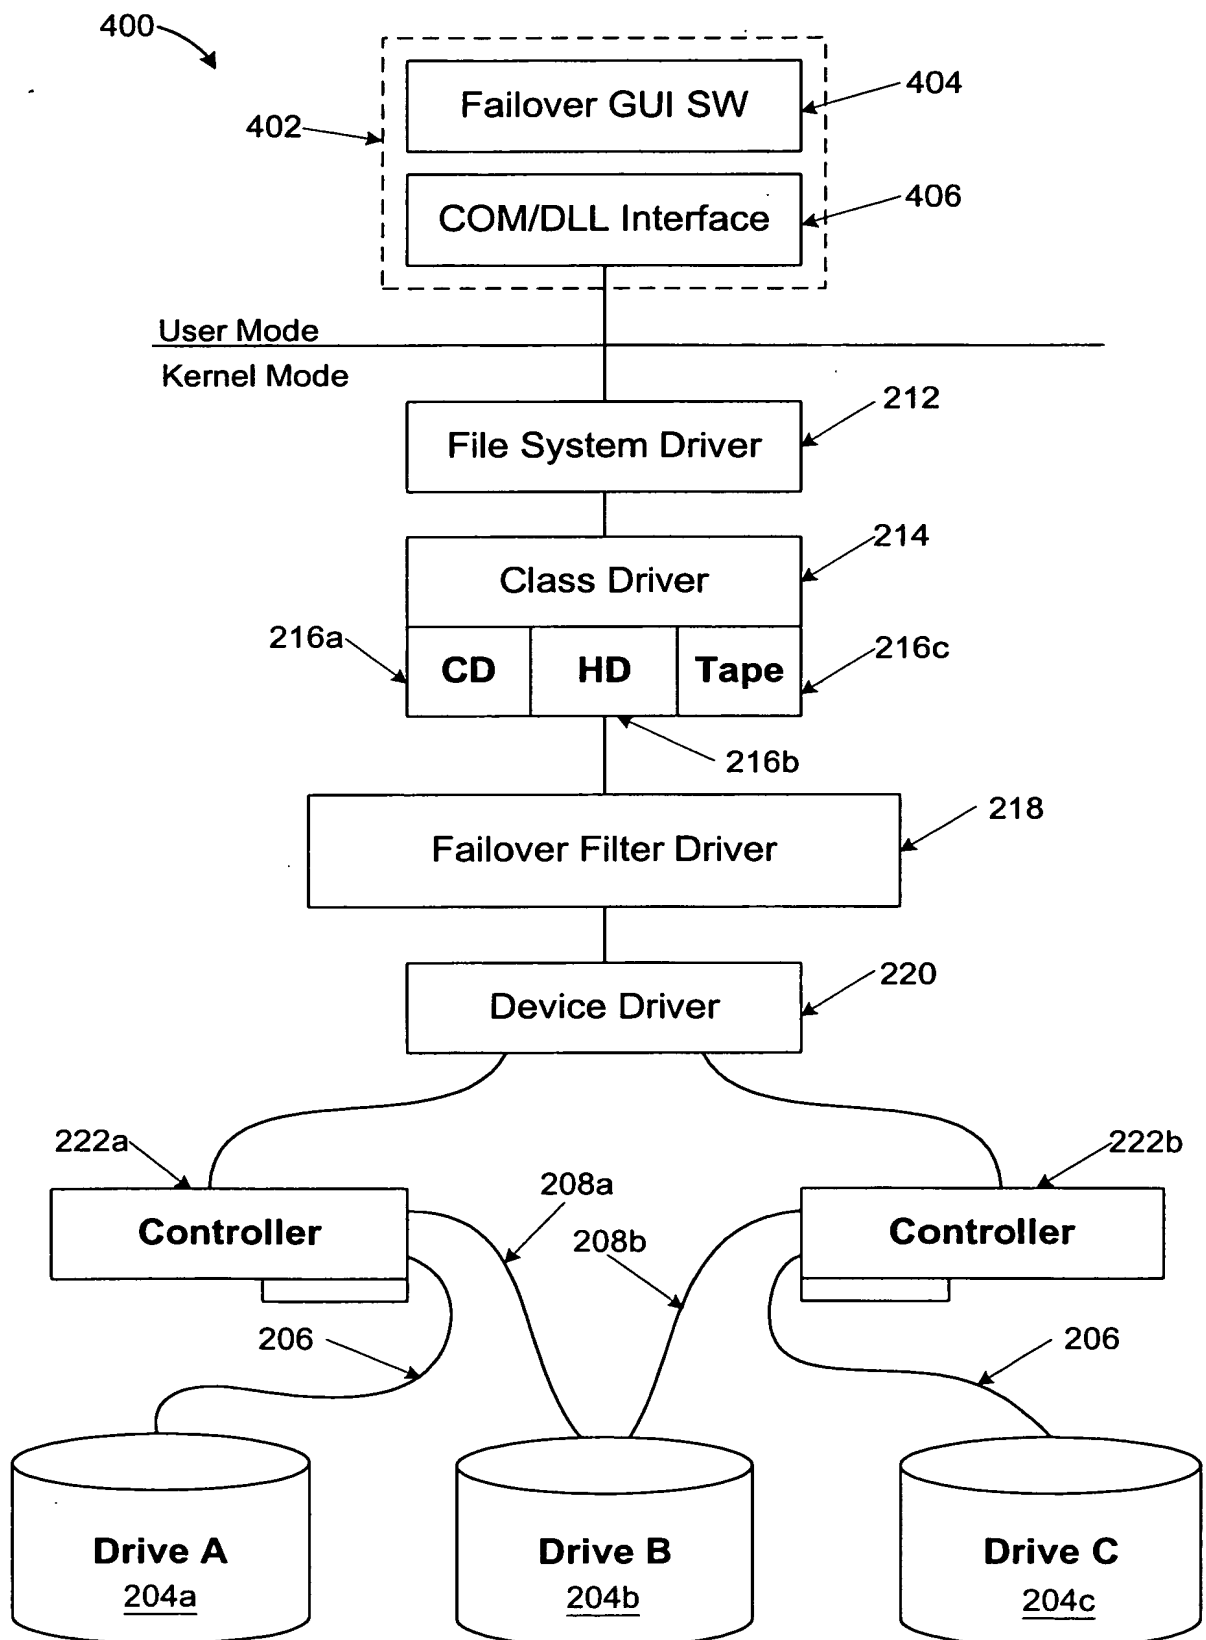 400
Failover GUI SW
404
402
COM/DLL Interface
406
User Mode
Kernel Mode
212
File System Driver
214
Class Driver
216a
CD
HD
Tape
216c
216b
218
Failover Filter Driver
220
Device Driver
222a
222b
208a
Controller
208b
Controller
206
206
Drive A
204a
Drive B
204b
Drive C
204c